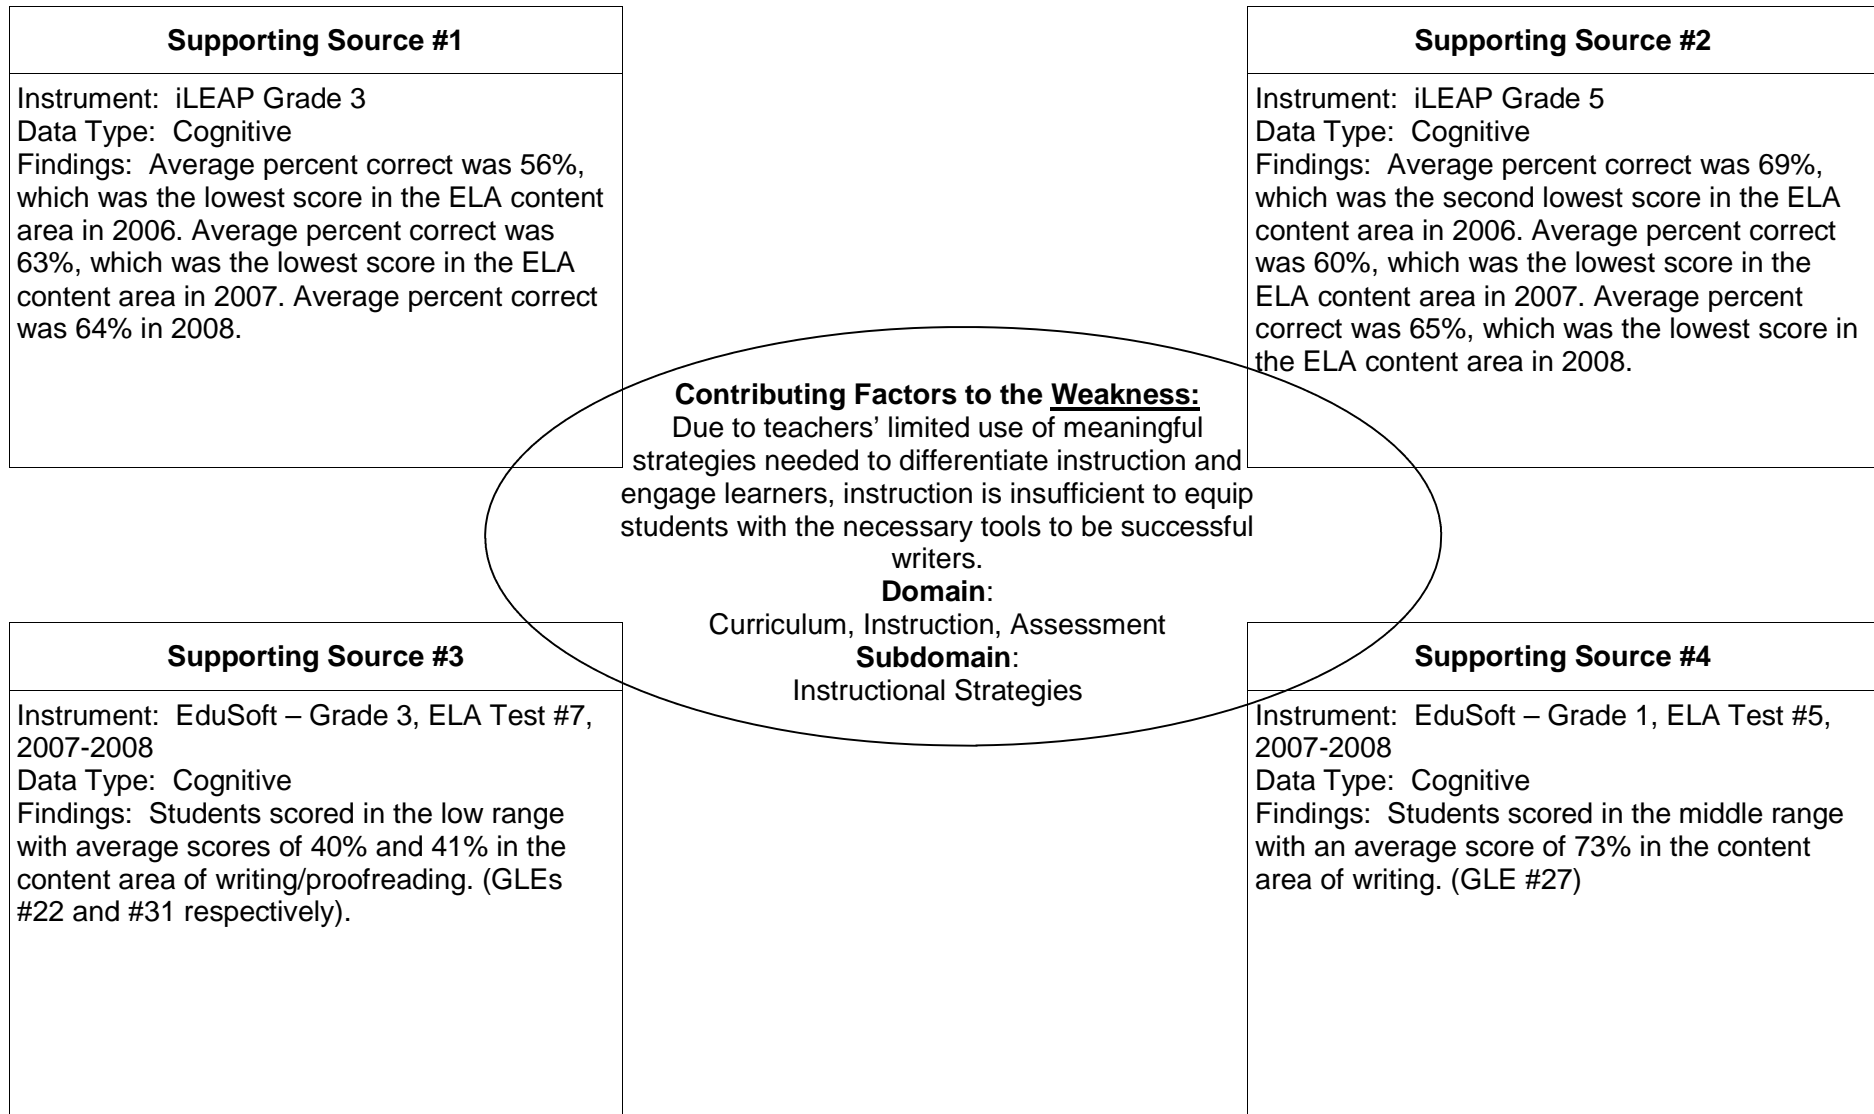 Supporting Source #1
Instrument:  iLEAP Grade 3
Data Type:  Cognitive
Findings:  Average percent correct was 56%,
which was the lowest score in the ELA content
area in 2006. Average percent correct was
63%, which was the lowest score in the ELA
content area in 2007. Average percent correct
was 64% in 2008.
Supporting Source #2
Instrument:  iLEAP Grade 5
Data Type:  Cognitive
Findings:  Average percent correct was 69%,
which was the second lowest score in the ELA
content area in 2006. Average percent correct
was 60%, which was the lowest score in the
ELA content area in 2007. Average percent
correct was 65%, which was the lowest score in
the ELA content area in 2008.
Contributing Factors to the Weakness:
Due to teachers’ limited use of meaningful
strategies needed to differentiate instruction and
engage learners, instruction is insufficient to equip
students with the necessary tools to be successful
writers.
Domain:
Curriculum, Instruction, Assessment
Subdomain:
Instructional Strategies
Supporting Source #3
Instrument:  EduSoft – Grade 3, ELA Test #7,
2007-2008
Data Type:  Cognitive
Findings:  Students scored in the low range
with average scores of 40% and 41% in the
content area of writing/proofreading. (GLEs
#22 and #31 respectively).
Supporting Source #4
Instrument:  EduSoft – Grade 1, ELA Test #5,
2007-2008
Data Type:  Cognitive
Findings:  Students scored in the middle range
with an average score of 73% in the content
area of writing. (GLE #27)